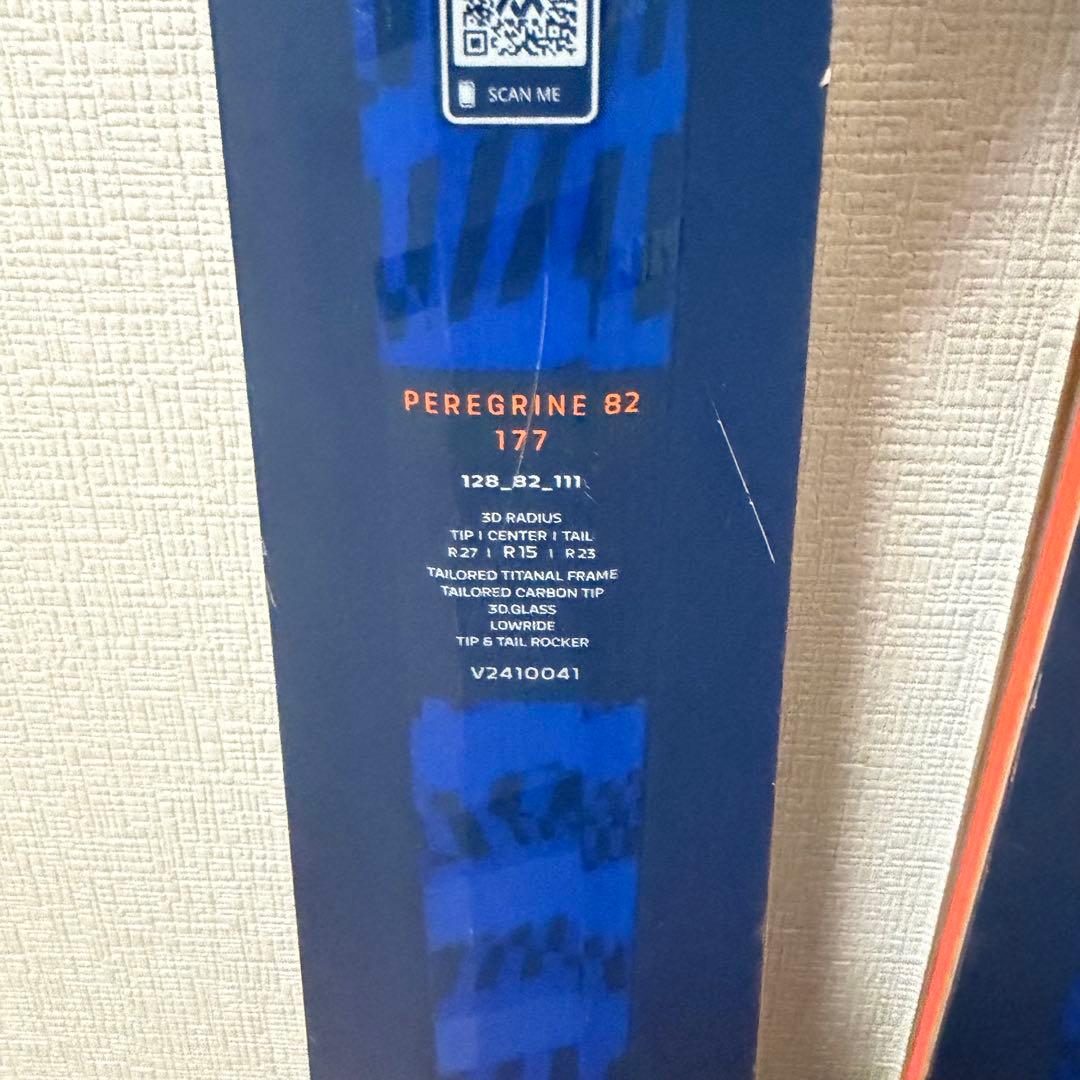 SCAN ME
PEREGRINE 82
177
128_82_111
3D RADIUS
TIP | CENTER | TAIL
R27 | R15 | R23
TAILORED TITANAL FRAME
TAILORED CARBON TIP
3D.GLASS
LOWRIDE
TIP & TAIL ROCKER
V2410041